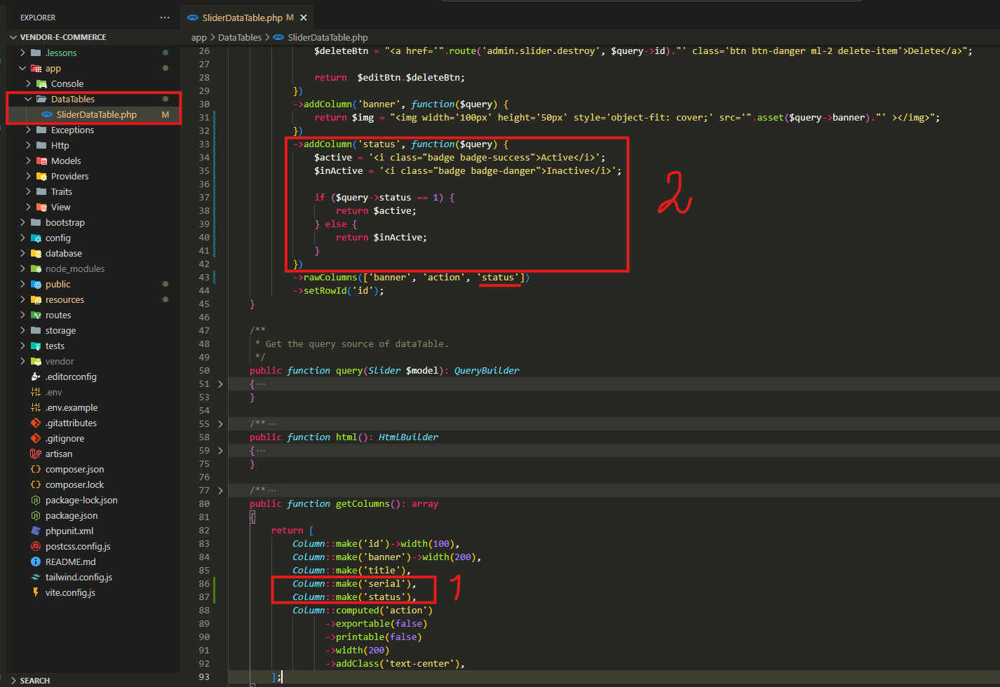 EXPLORER
VENDOR-E-COMMERCE
.lessons
app
Console
DataTables
SliderDataTable.php M
Exceptions
Http
Models
Providers
Traits
View
bootstrap
config
database
node_modules
public
resources
routes
storage
tests
vendor
.editorconfig
.env
.env.example
.gitattributes
.gitignore
artisan
composer.json
composer.lock
package-lock.json
package.json
phpunit.xml
postcss.config.js
README.md
tailwind.config.js
vite.config.js
SEARCH
SliderDataTable.php M
app > DataTables > SliderDataTable.php
26 $deleteBtn = "<a href='".route('admin.slider.destroy', $query->id)."' class='btn btn-danger ml-2 delete-item'>Delete</a>";
27
28 return  $editBtn.$deleteBtn;
29 })
30 ->addColumn('banner', function($query) {
31 return $img = "<img width='100px' height='50px' style='object-fit: cover;' src='".asset($query->banner)."' ></img>";
32 })
33 ->addColumn('status', function($query) {
34 $active = '<i class="badge badge-success">Active</i>';
35 $inActive = '<i class="badge badge-danger">Inactive</i>';
36
37 if ($query->status == 1) {
38 return $active;
39 } else {
40 return $inActive;
41 }
42 })
43 ->rawColumns(['banner', 'action', 'status'])
44 ->setRowId('id');
45 }
46
47 /**
48 * Get the query source of dataTable.
49 */
50 public function query(Slider $model): QueryBuilder
51 { ···
53 }
54
55 /** ···
58 public function html(): HtmlBuilder
59 { ···
75 }
76
77 /** ···
80 public function getColumns(): array
81 {
82 return [
83 Column::make('id')->width(100),
84 Column::make('banner')->width(200),
85 Column::make('title'),
86 Column::make('serial'),
87 Column::make('status'),
88 Column::computed('action')
89 ->exportable(false)
90 ->printable(false)
91 ->width(200)
92 ->addClass('text-center'),
93 ];
2
1